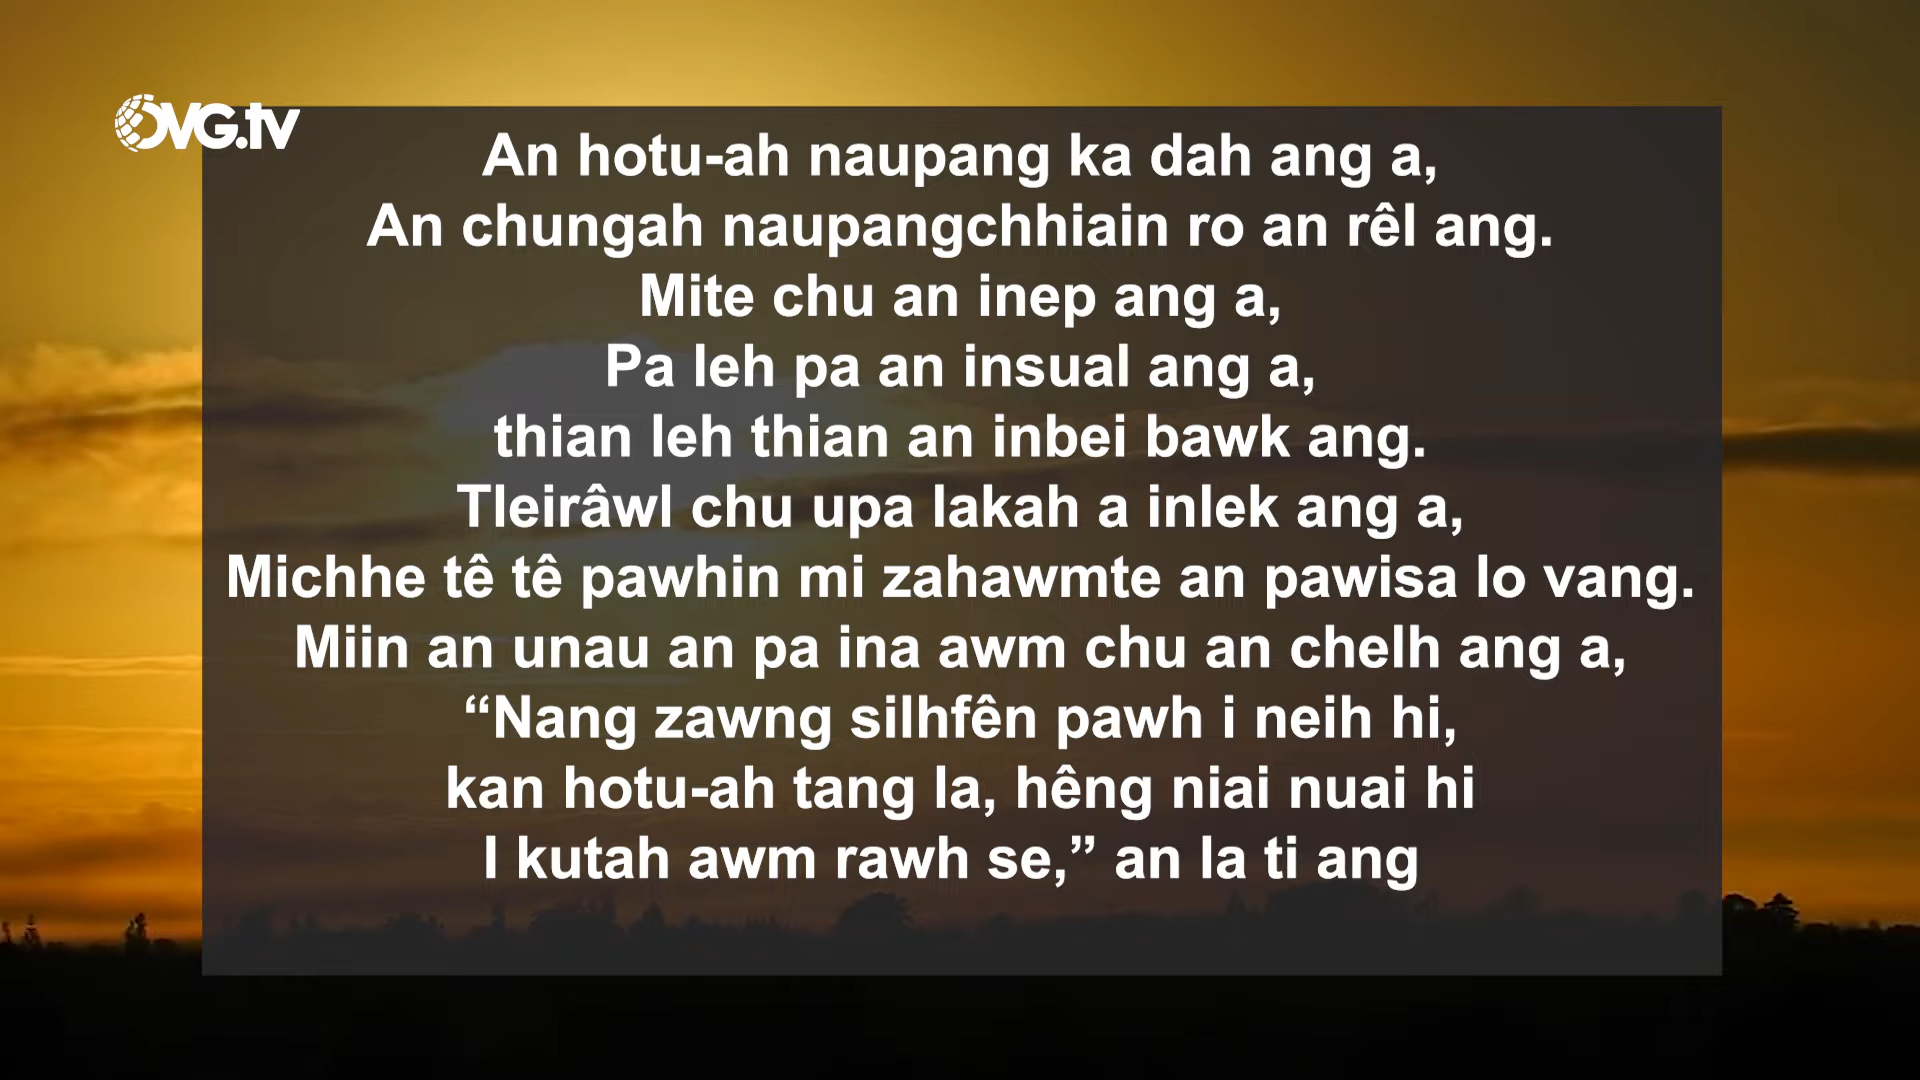 OVG.tv
An hotu-ah naupang ka dah ang a,
An chungah naupangchhiain ro an rêl ang.
Mite chu an inep ang a,
Pa leh pa an insual ang a,
thian leh thian an inbei bawk ang.
Tleirâwl chu upa lakah a inlek ang a,
Michhe tê tê pawhin mi zahawmte an pawisa lo vang.
Miin an unau an pa ina awm chu an chelh ang a,
“Nang zawng silhfên pawh i neih hi,
kan hotu-ah tang la, hêng niai nuai hi
I kutah awm rawh se,” an la ti ang